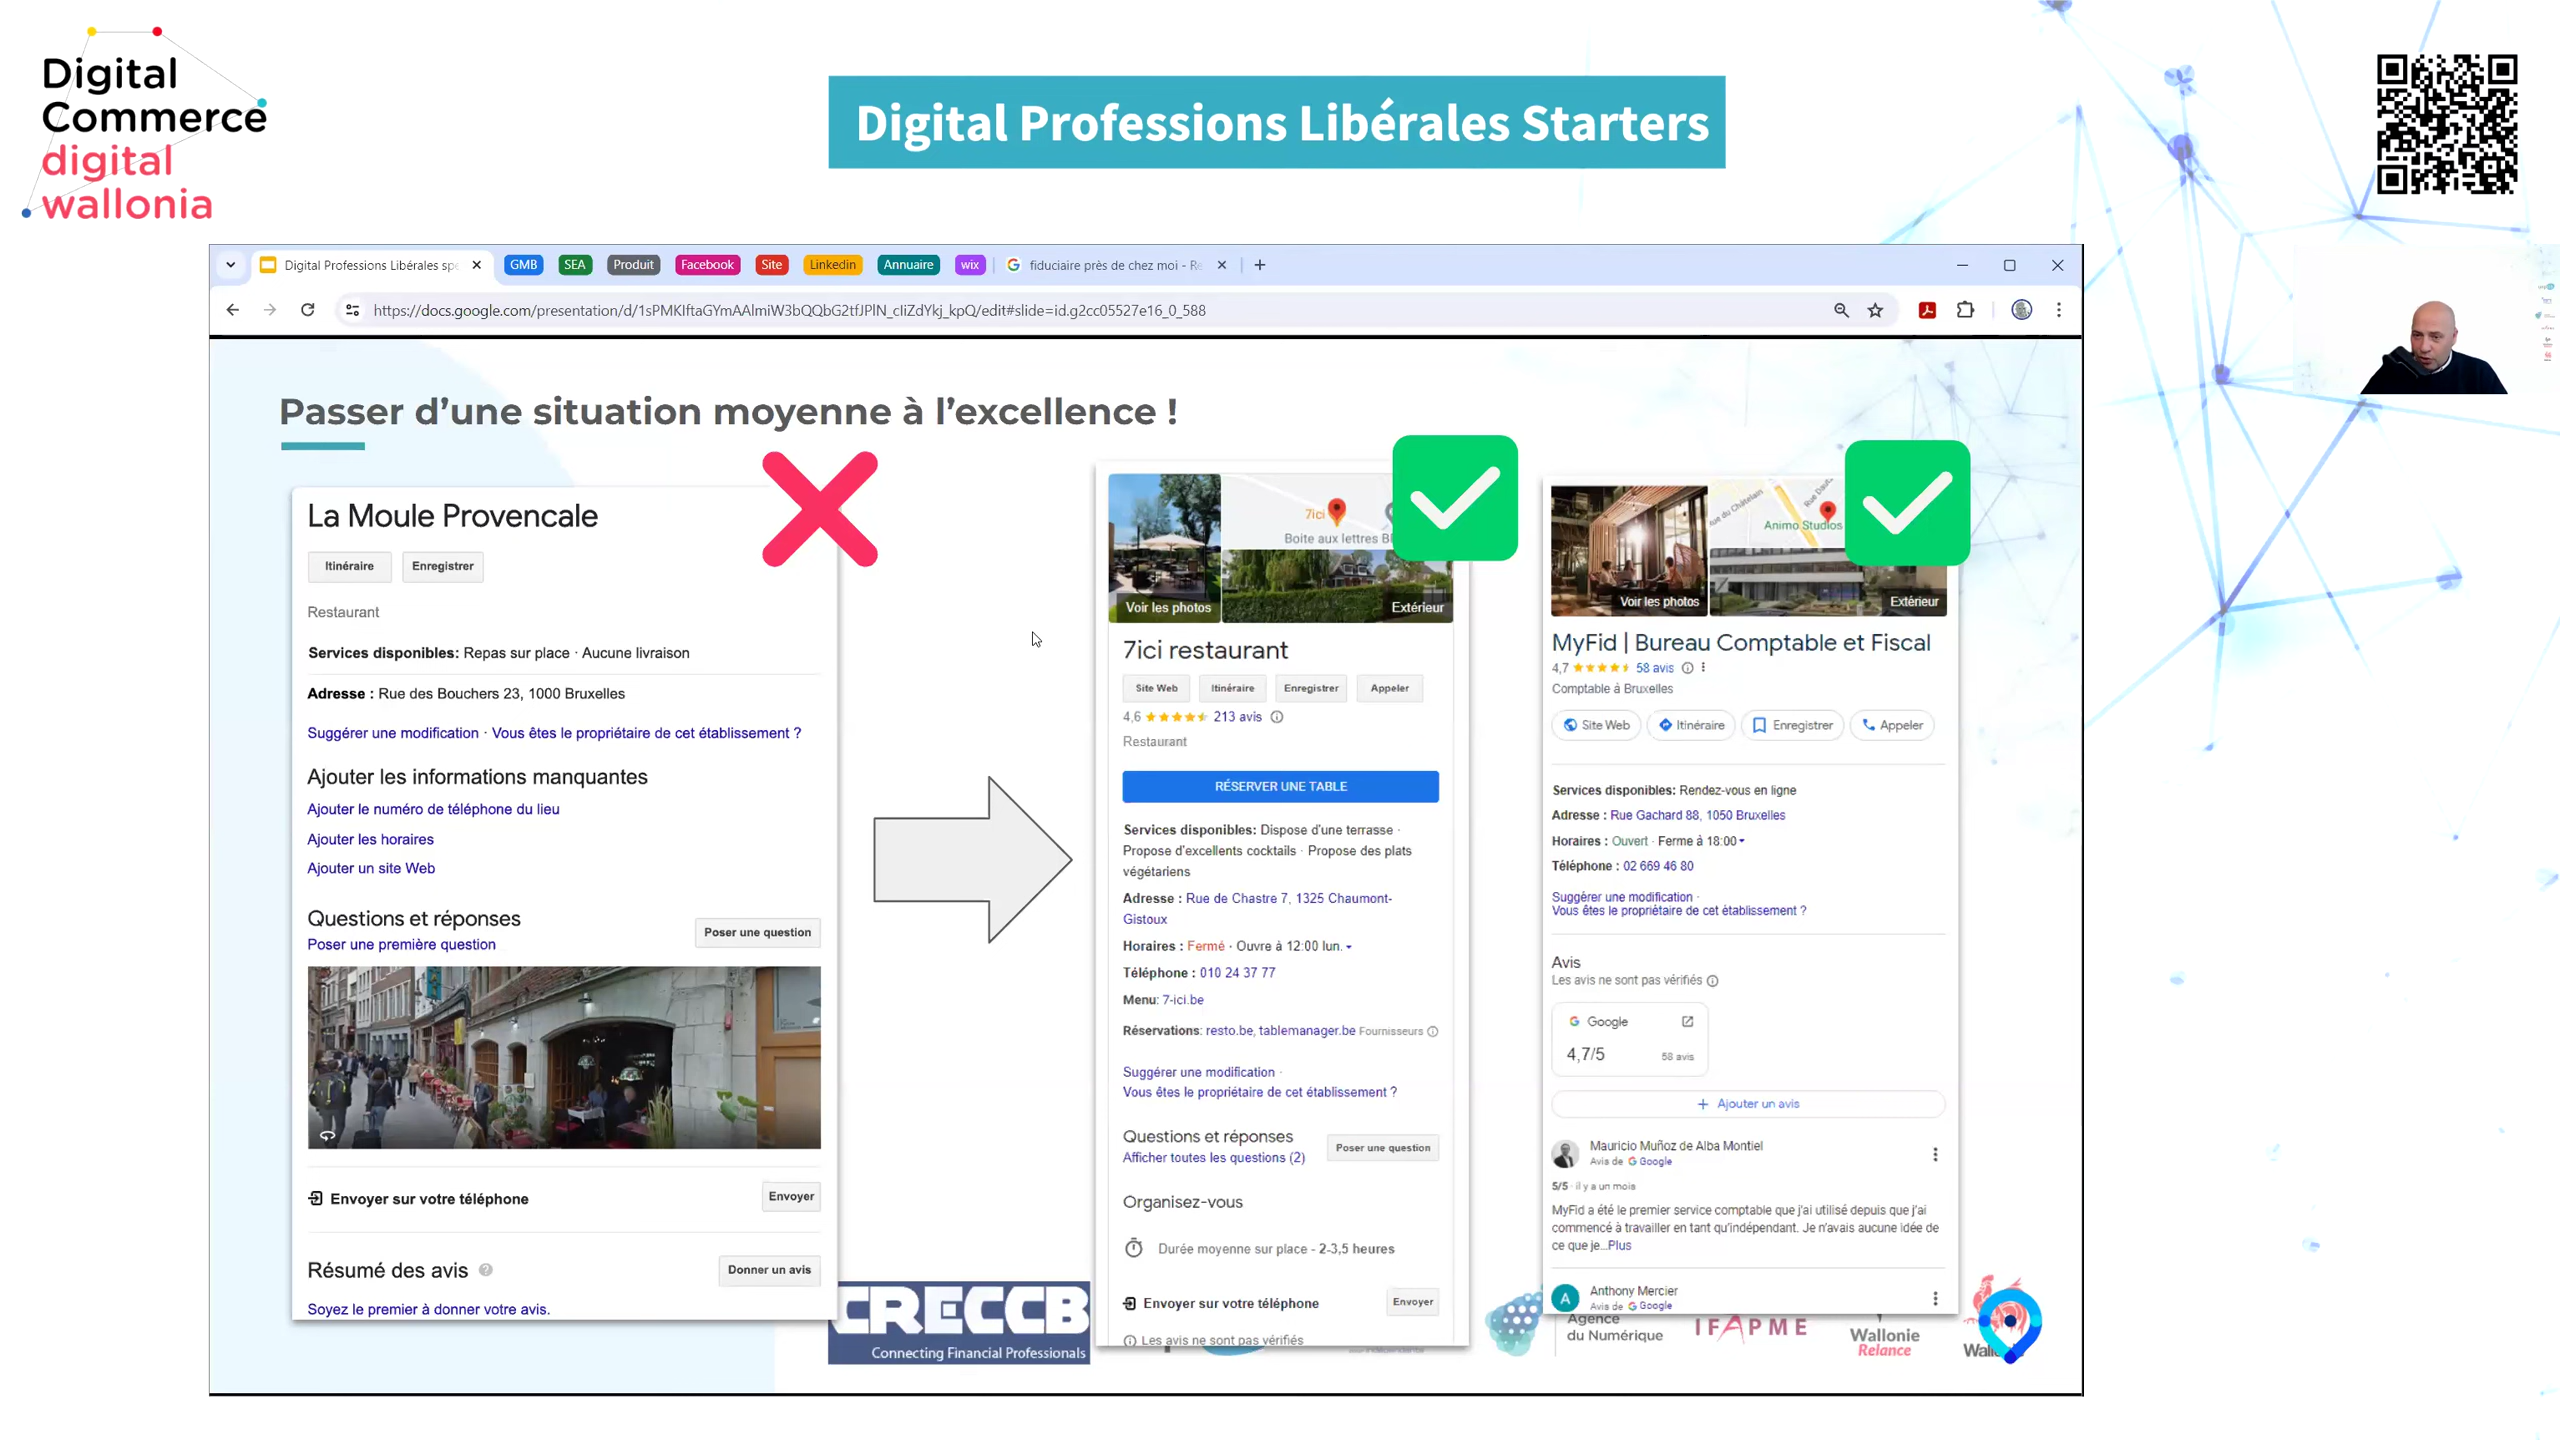 Digital
Commerce
digital
wallonia
Digital Professions Libérales Starters
Digital Professions Libérales spe
GMB
SEA
Produit
Facebook
Site
Linkedin
Annuaire
wix
fiduciaire près de chez moi - Re
https://docs.google.com/presentation/d/1sPMKIftaGYmAAlmiW3bQQbG2tfJPlN_cIiZdYkj_kpQ/edit#slide=id.g2cc05527e16_0_588
Passer d’une situation moyenne à l’excellence !
La Moule Provencale
Itinéraire
Enregistrer
Restaurant
Services disponibles: Repas sur place · Aucune livraison
Adresse : Rue des Bouchers 23, 1000 Bruxelles
Suggérer une modification · Vous êtes le propriétaire de cet établissement ?
Ajouter les informations manquantes
Ajouter le numéro de téléphone du lieu
Ajouter les horaires
Ajouter un site Web
Questions et réponses
Poser une première question
Poser une question
Envoyer sur votre téléphone
Envoyer
Résumé des avis
Donner un avis
Soyez le premier à donner votre avis.
7ici
Boite aux lettres
Voir les photos
Extérieur
7ici restaurant
Site Web
Itinéraire
Enregistrer
Appeler
4,6
213 avis
Restaurant
RÉSERVER UNE TABLE
Services disponibles: Dispose d'une terrasse ·
Propose d'excellents cocktails · Propose des plats
végétariens
Adresse : Rue de Chastre 7, 1325 Chaumont-
Gistoux
Horaires : Fermé · Ouvre à 12:00 lun.
Téléphone : 010 24 37 77
Menu: 7-ici.be
Réservations: resto.be, tablemanager.be Fournisseurs
Suggérer une modification ·
Vous êtes le propriétaire de cet établissement ?
Questions et réponses
Afficher toutes les questions (2)
Poser une question
Organisez-vous
Durée moyenne sur place - 2-3,5 heures
Envoyer sur votre téléphone
Envoyer
Les avis ne sont pas vérifiés
Rue du Châtelain
Animo Studios
Voir les photos
Extérieur
MyFid | Bureau Comptable et Fiscal
4,7
58 avis
Comptable à Bruxelles
Site Web
Itinéraire
Enregistrer
Appeler
Services disponibles: Rendez-vous en ligne
Adresse : Rue Gachard 88, 1050 Bruxelles
Horaires : Ouvert · Ferme à 18:00
Téléphone : 02 669 46 80
Suggérer une modification ·
Vous êtes le propriétaire de cet établissement ?
Avis
Les avis ne sont pas vérifiés
Google
4,7/5
58 avis
+ Ajouter un avis
Mauricio Muñoz de Alba Montiel
Avis de Google
5/5 · il y a un mois
MyFid a été le premier service comptable que j'ai utilisé depuis que j'ai
commencé à travailler en tant qu'indépendant. Je n'avais aucune idée de
ce que je...Plus
A
Anthony Mercier
Avis de Google
CRECCB
Connecting Financial Professionals
Agence
du Numérique
IFAPME
Wallonie
Relance